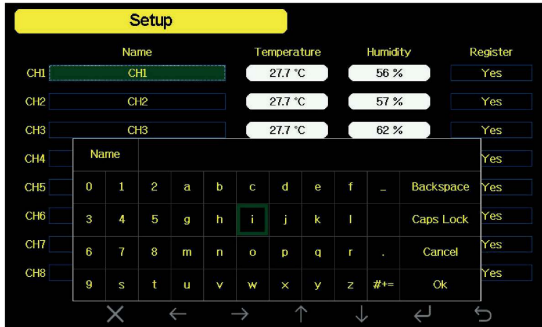 Setup
Name Temperature Humidity Register
CH1 CH1 27.7 °C 56 % Yes
CH2 CH2 27.7 °C 57 % Yes
CH3 CH3 27.7 °C 62 % Yes
CH4 Yes
CH5 Yes
CH6 Yes
CH7 Yes
CH8 Yes
Name
0 1 2 a b c d e f _ Backspace
3 4 5 g h i j k l Caps Lock
6 7 8 m n o p q r . Cancel
9 s t u v w x y z #+= Ok